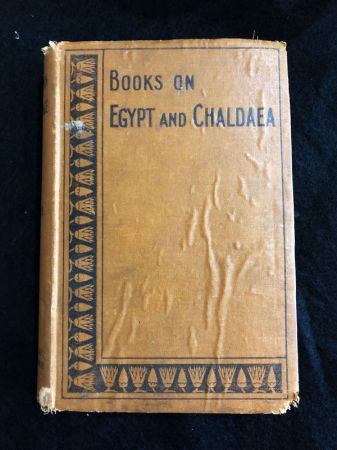 BOOKS ON
EGYPT AND CHALDAEA